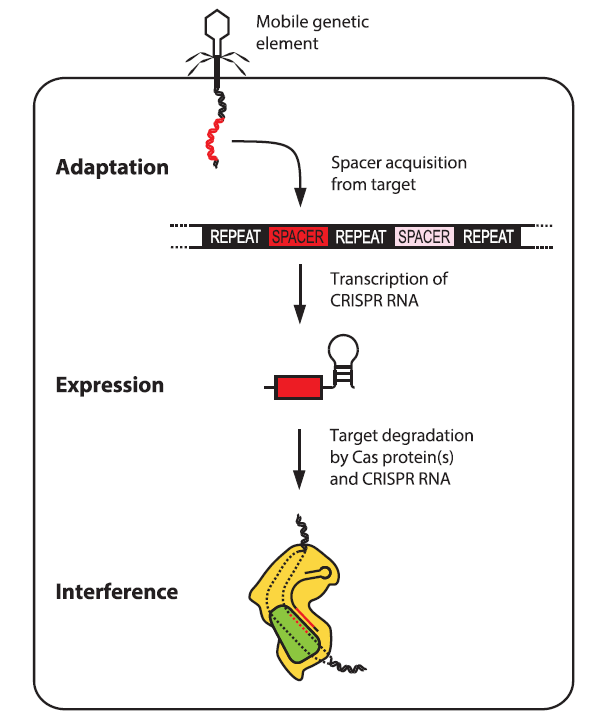 Mobile genetic
element
Adaptation
Spacer acquisition
from target
REPEAT SPACER REPEAT SPACER REPEAT
Transcription of
CRISPR RNA
Expression
Target degradation
by Cas protein(s)
and CRISPR RNA
Interference